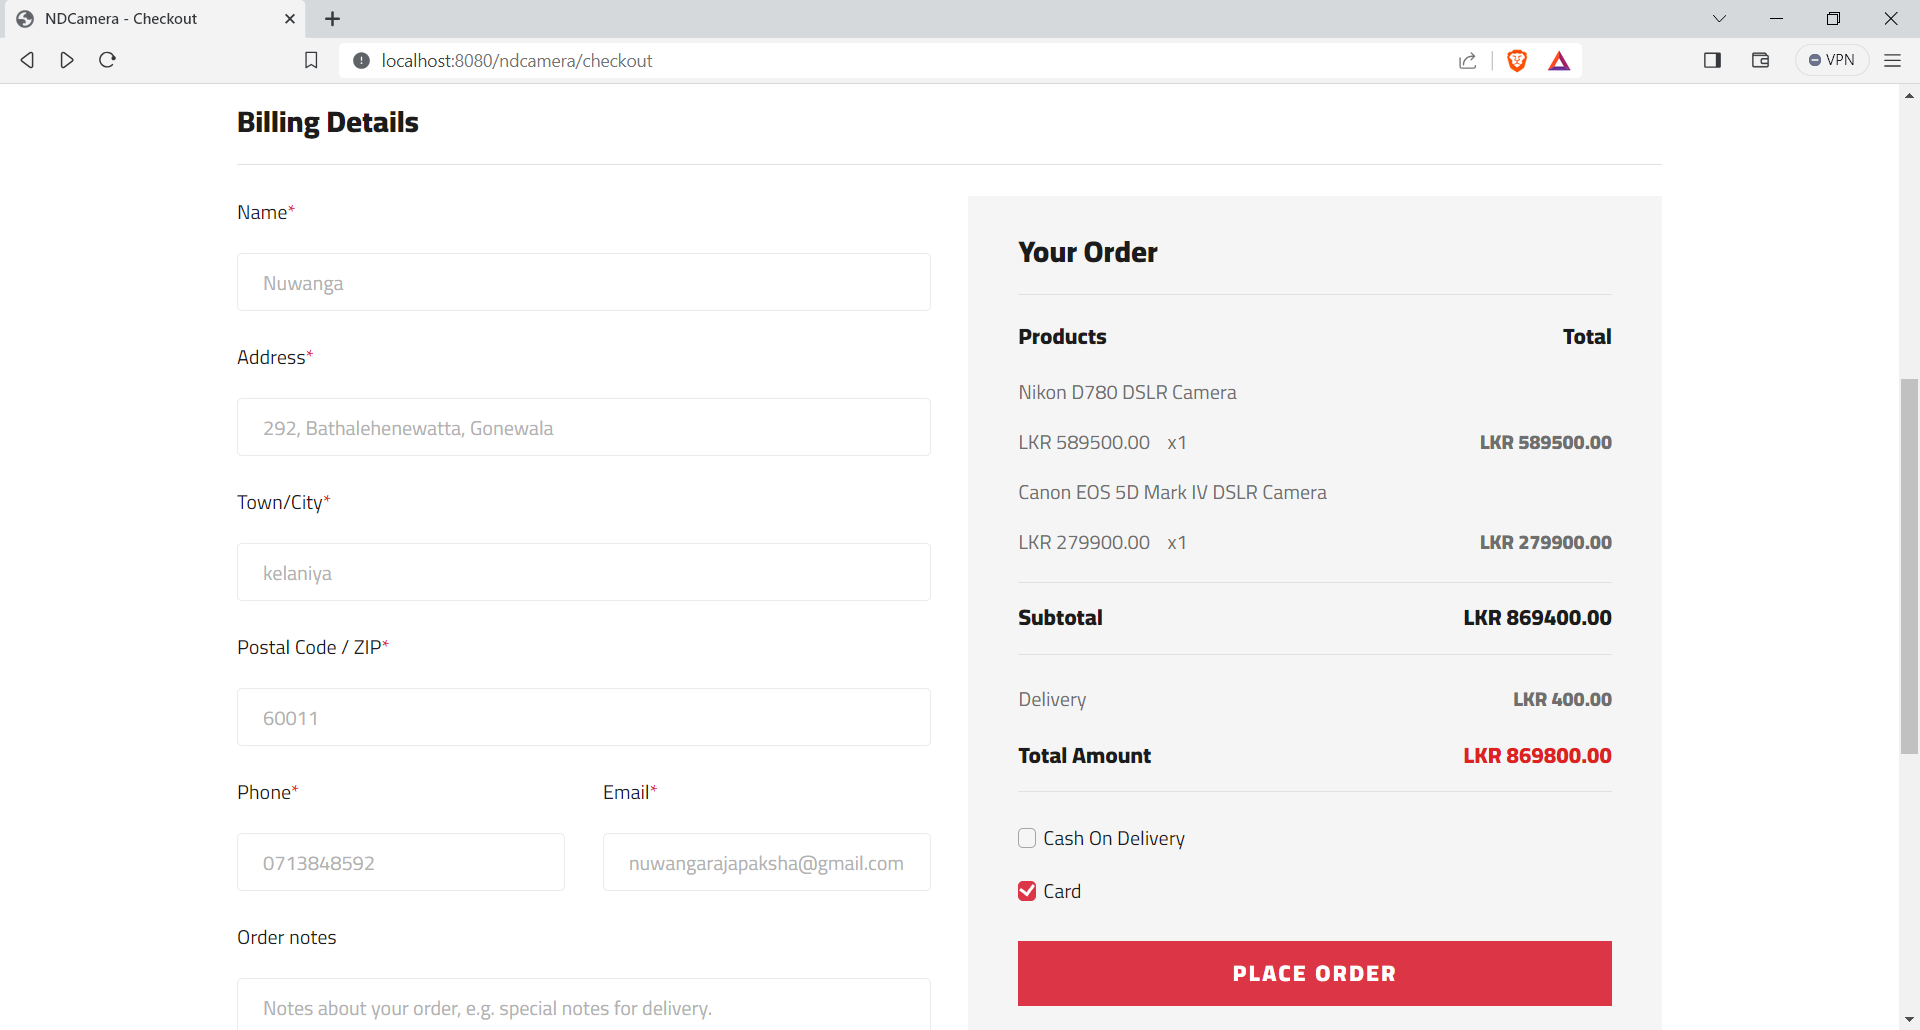 NDCamera - Checkout
localhost:8080/ndcamera/checkout
VPN
Billing Details
Name*
Nuwanga
Address*
292, Bathalehenewatta, Gonewala
Town/City*
kelaniya
Postal Code / ZIP*
60011
Phone* Email*
0713848592 nuwangarajapaksha@gmail.com
Order notes
Notes about your order, e.g. special notes for delivery.
Your Order
Products Total
Nikon D780 DSLR Camera
LKR 589500.00 x1 LKR 589500.00
Canon EOS 5D Mark IV DSLR Camera
LKR 279900.00 x1 LKR 279900.00
Subtotal LKR 869400.00
Delivery LKR 400.00
Total Amount LKR 869800.00
Cash On Delivery
Card
PLACE ORDER